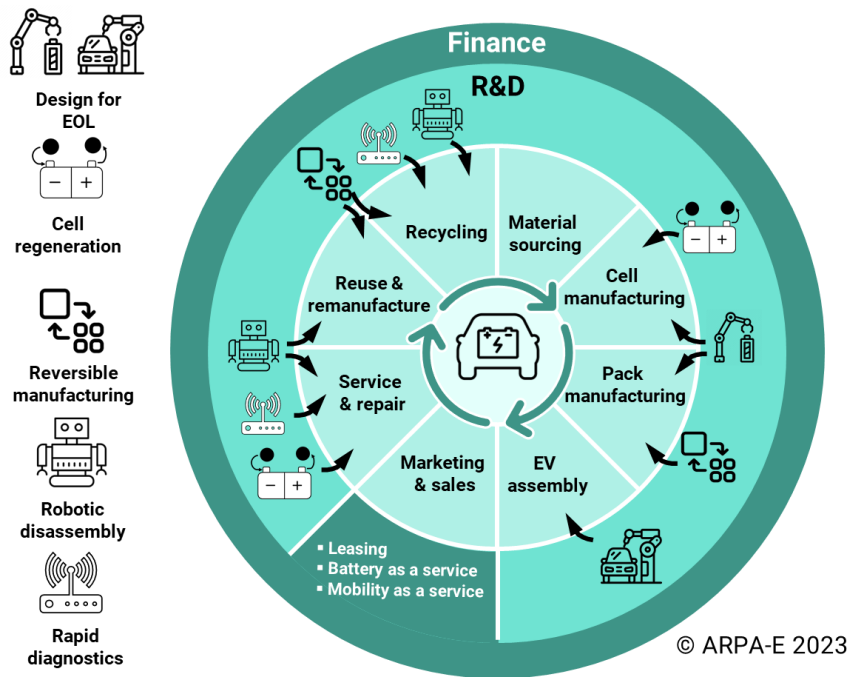 Finance
R&D
Design for
EOL
Cell
regeneration
Reversible
manufacturing
Robotic
disassembly
Rapid
diagnostics
Recycling
Material
sourcing
Cell
manufacturing
Pack
manufacturing
EV
assembly
Marketing
& sales
Service
& repair
Reuse &
remanufacture
▪ Leasing
▪ Battery as a service
▪ Mobility as a service
© ARPA-E 2023